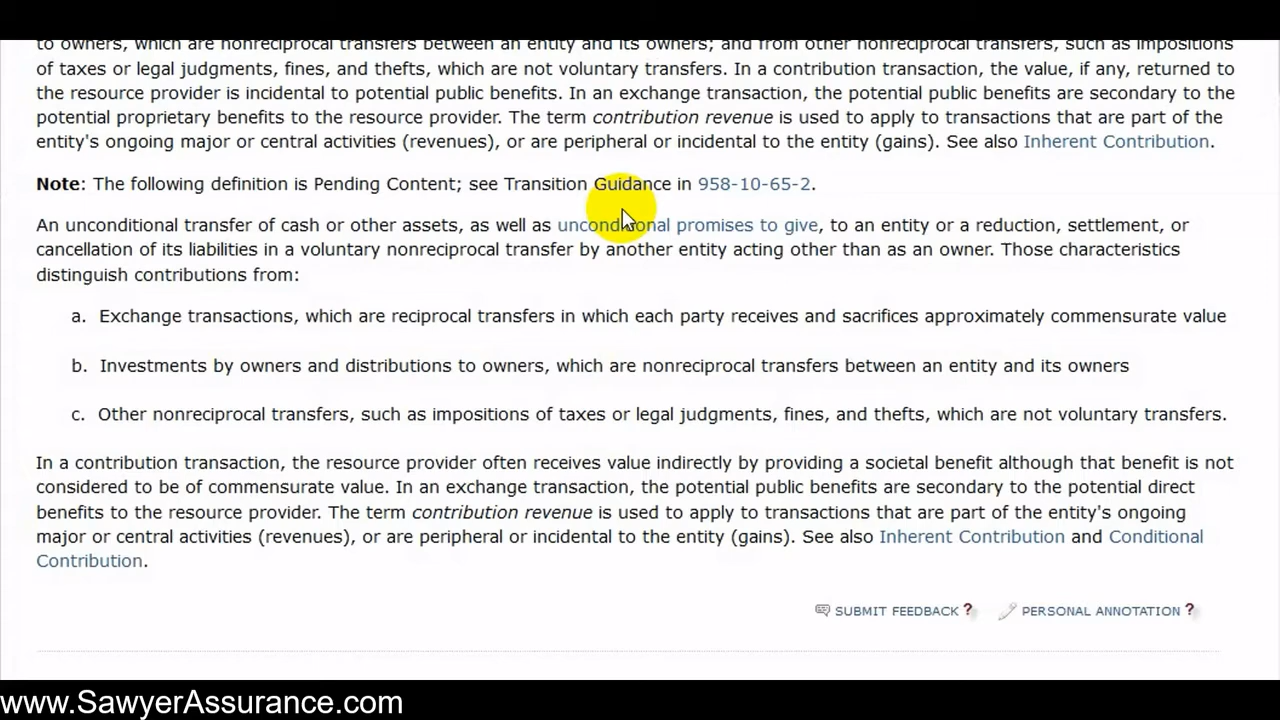 to owners, which are nonreciprocal transfers between an entity and its owners; and from other nonreciprocal transfers, such as impositions
of taxes or legal judgments, fines, and thefts, which are not voluntary transfers. In a contribution transaction, the value, if any, returned to
the resource provider is incidental to potential public benefits. In an exchange transaction, the potential public benefits are secondary to the
potential proprietary benefits to the resource provider. The term contribution revenue is used to apply to transactions that are part of the
entity's ongoing major or central activities (revenues), or are peripheral or incidental to the entity (gains). See also Inherent Contribution.
Note: The following definition is Pending Content; see Transition Guidance in 958-10-65-2.
An unconditional transfer of cash or other assets, as well as unconditional promises to give, to an entity or a reduction, settlement, or
cancellation of its liabilities in a voluntary nonreciprocal transfer by another entity acting other than as an owner. Those characteristics
distinguish contributions from:
a. Exchange transactions, which are reciprocal transfers in which each party receives and sacrifices approximately commensurate value
b. Investments by owners and distributions to owners, which are nonreciprocal transfers between an entity and its owners
c. Other nonreciprocal transfers, such as impositions of taxes or legal judgments, fines, and thefts, which are not voluntary transfers.
In a contribution transaction, the resource provider often receives value indirectly by providing a societal benefit although that benefit is not
considered to be of commensurate value. In an exchange transaction, the potential public benefits are secondary to the potential direct
benefits to the resource provider. The term contribution revenue is used to apply to transactions that are part of the entity's ongoing
major or central activities (revenues), or are peripheral or incidental to the entity (gains). See also Inherent Contribution and Conditional
Contribution.
SUBMIT FEEDBACK ? PERSONAL ANNOTATION ?
www.SawyerAssurance.com